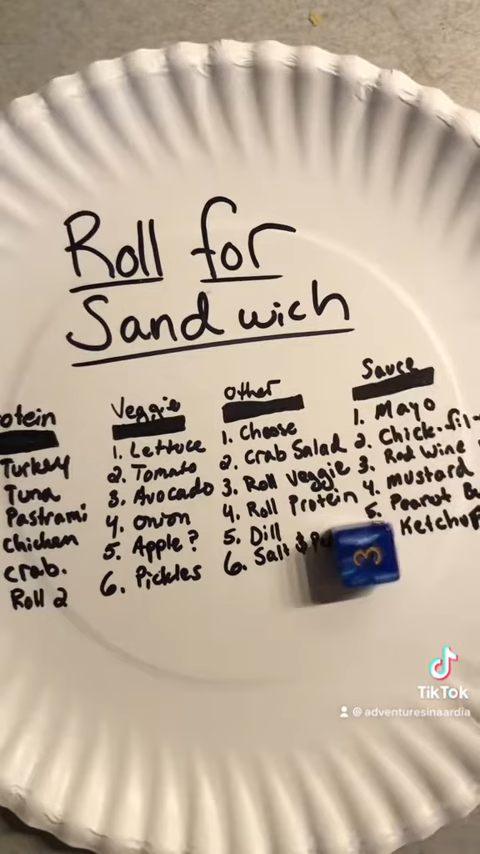 Roll for
Sandwich
otein
Turkey
Tuna
Pastrami
Chicken
Crab.
Roll 2
Veggie
1. Lettuce
2. Tomato
3. Avocado
4. Onion
5. Apple?
6. Pickles
Other
1. Choose
2. Crab Salad
3. Roll Veggie
4. Roll Protein
5. Dill
6. Salt &
Sauce
1. Mayo
2. Chick-fil-
3. Red Wine
4. Mustard
5. Peanut
Ketchup
3
TikTok
@adventuresinaardia